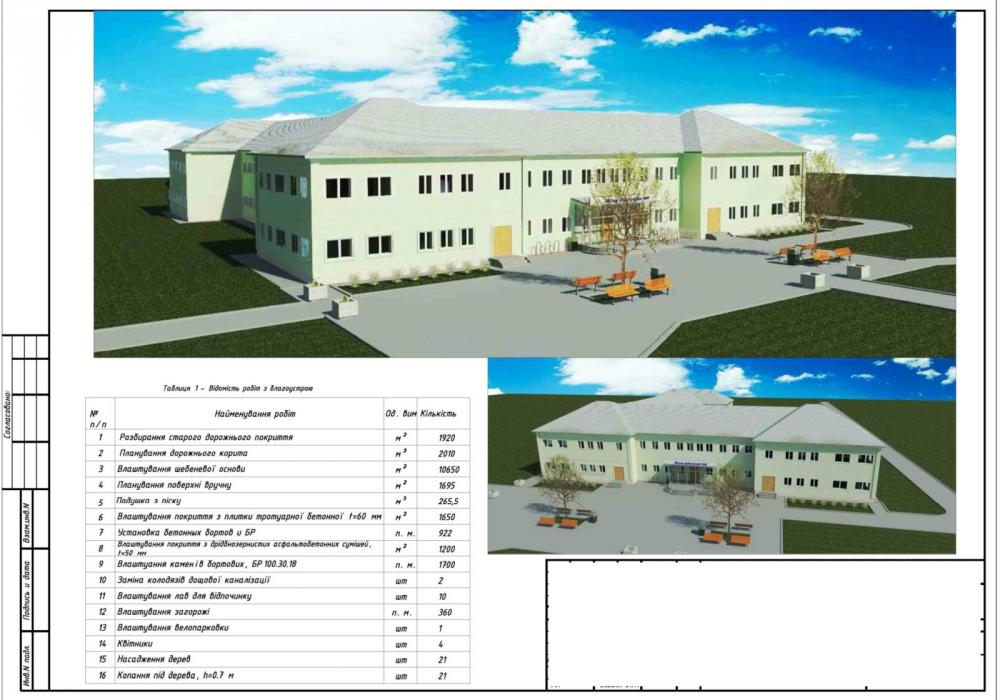 Таблиця 1 - Відомість робіт з благоустрою
№ п/п Найменування робіт Од. вим Кількість
1 Розбирання старого дорожнього покриття м² 1920
2 Планування дорожнього корита м² 2010
3 Влаштування щебеневої основи м² 10650
4 Планування поверхні вручну м² 1695
5 Подушка з піску м³ 265,5
6 Влаштування покриття з плитки тротуарної бетонної t=60 мм м² 1650
7 Установка бетонних бортов и БР п. м. 922
8 Влаштування покриття з дрідбнозернистих асфальтобетонних сумішей, t=50 мм м² 1200
9 Влаштуання каменів бортових, БР 100.30.18 п. м. 1700
10 Заміна колодязів дощової каналізації шт 2
11 Влаштування лав для відпочинку шт 10
12 Влаштування загорожі п. м. 360
13 Влаштування велопарковки шт 1
14 Квітники шт 4
15 Насадження дерев шт 21
16 Копання під дерева, h=0.7 м шт 21
Согласовано:
Взам.инв.N
Подпись и дата
Инв.N подл.